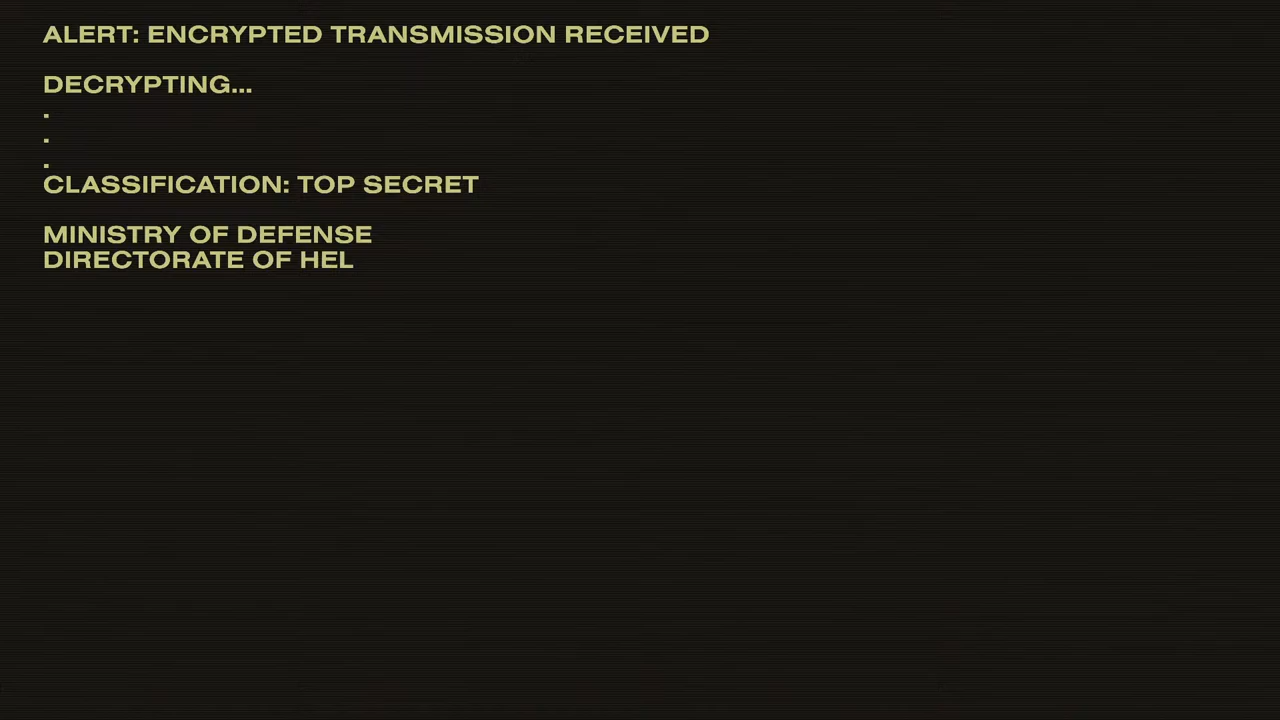 ALERT: ENCRYPTED TRANSMISSION RECEIVED
DECRYPTING...
.
.
.
CLASSIFICATION: TOP SECRET
MINISTRY OF DEFENSE
DIRECTORATE OF HEL